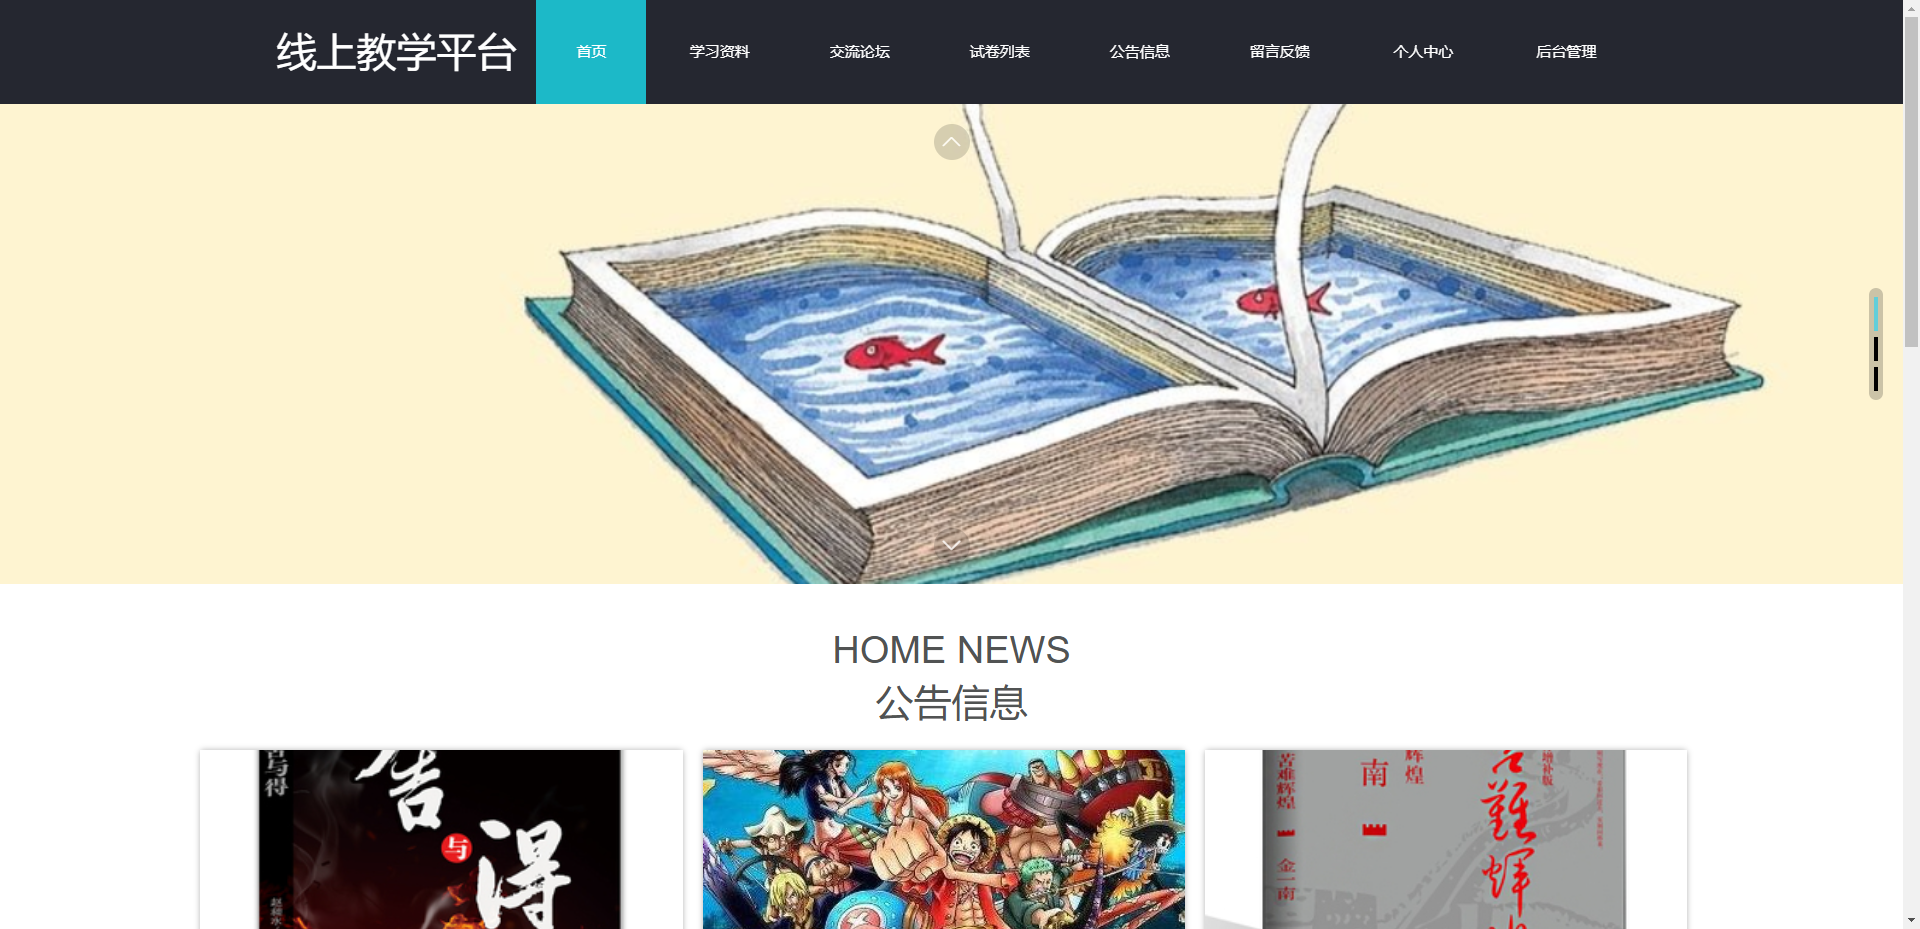 线上教学平台
首页
学习资料
交流论坛
试卷列表
公告信息
留言反馈
个人中心
后台管理
HOME NEWS
公告信息
舍与得
与
得
苦难辉煌
金一南
南
辉煌
增补版
难辉